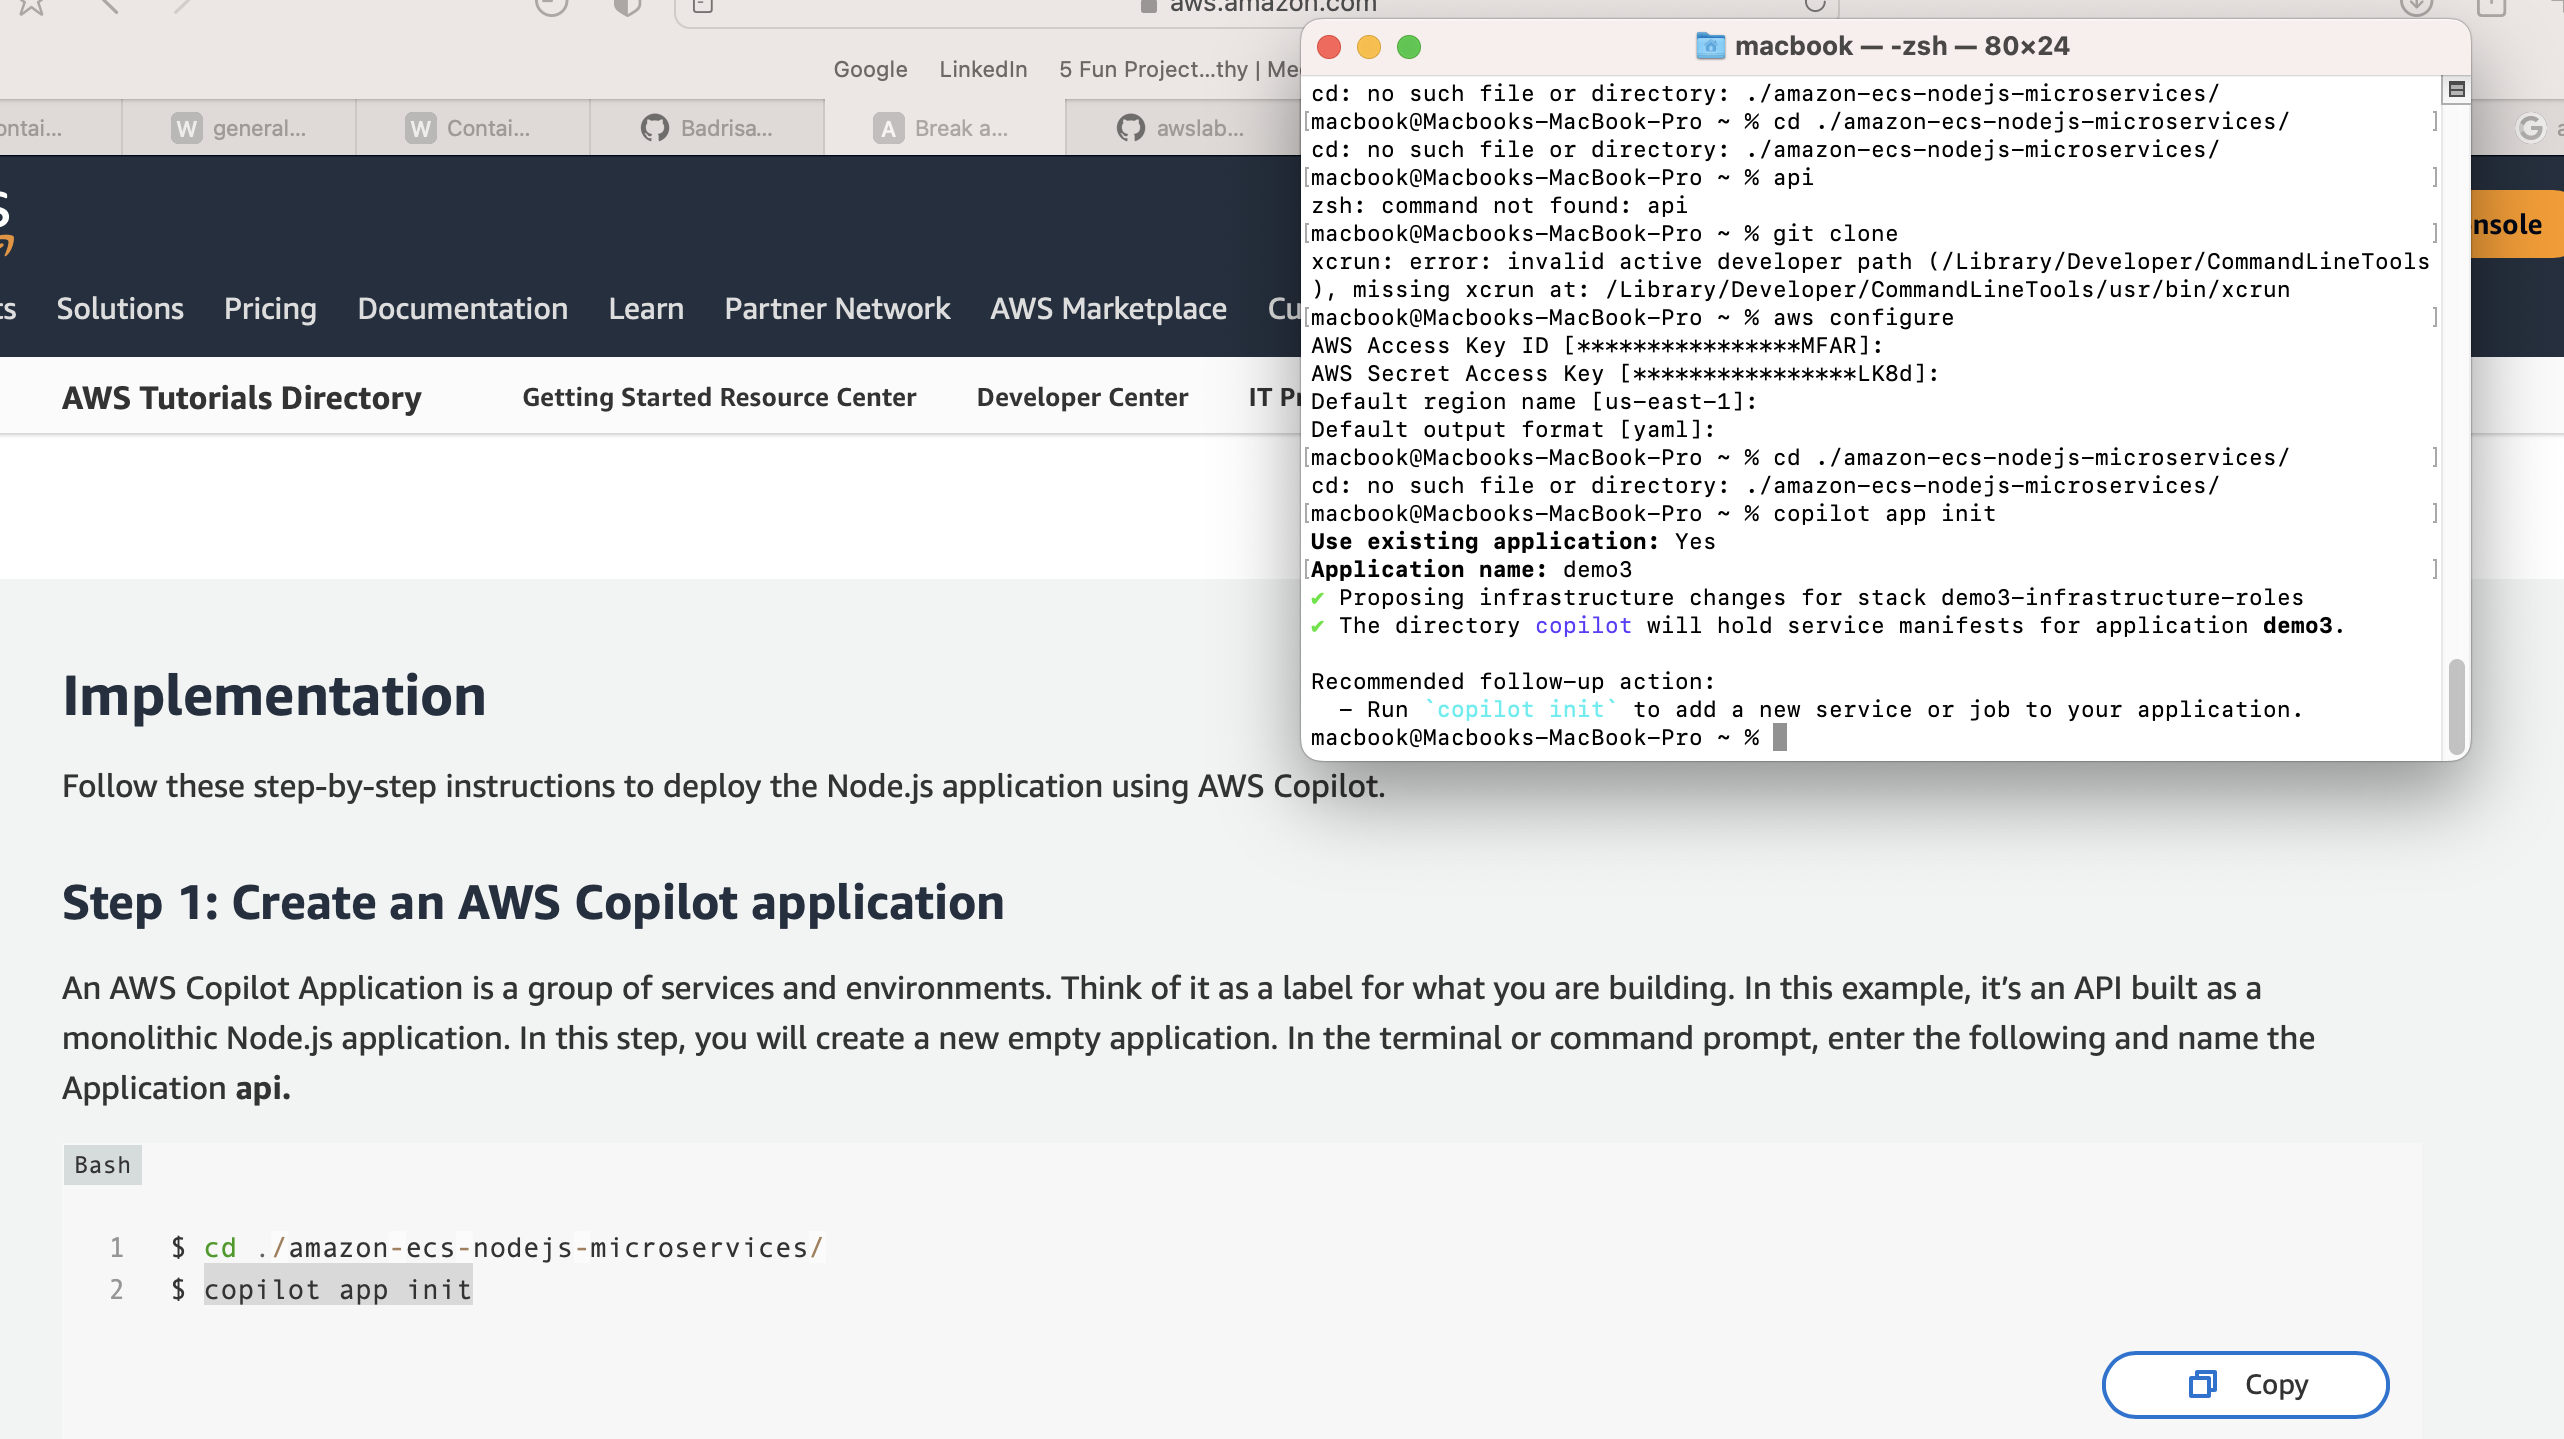 aws.amazon.com
Google LinkedIn 5 Fun Project...thy | Me
ontai... W general... W Contai... Badrisa... A Break a... awslab... G
nsole
ts Solutions Pricing Documentation Learn Partner Network AWS Marketplace Cu
AWS Tutorials Directory Getting Started Resource Center Developer Center IT Pr
Implementation
Follow these step-by-step instructions to deploy the Node.js application using AWS Copilot.
Step 1: Create an AWS Copilot application
An AWS Copilot Application is a group of services and environments. Think of it as a label for what you are building. In this example, it’s an API built as a
monolithic Node.js application. In this step, you will create a new empty application. In the terminal or command prompt, enter the following and name the
Application api.
Bash
1 $ cd ./amazon-ecs-nodejs-microservices/
2 $ copilot app init
Copy
macbook — -zsh — 80×24
cd: no such file or directory: ./amazon-ecs-nodejs-microservices/
[macbook@Macbooks-MacBook-Pro ~ % cd ./amazon-ecs-nodejs-microservices/ ]
cd: no such file or directory: ./amazon-ecs-nodejs-microservices/
[macbook@Macbooks-MacBook-Pro ~ % api ]
zsh: command not found: api
[macbook@Macbooks-MacBook-Pro ~ % git clone ]
xcrun: error: invalid active developer path (/Library/Developer/CommandLineTools
), missing xcrun at: /Library/Developer/CommandLineTools/usr/bin/xcrun
[macbook@Macbooks-MacBook-Pro ~ % aws configure ]
AWS Access Key ID [****************MFAR]:
AWS Secret Access Key [****************LK8d]:
Default region name [us-east-1]:
Default output format [yaml]:
[macbook@Macbooks-MacBook-Pro ~ % cd ./amazon-ecs-nodejs-microservices/ ]
cd: no such file or directory: ./amazon-ecs-nodejs-microservices/
[macbook@Macbooks-MacBook-Pro ~ % copilot app init ]
Use existing application: Yes
[Application name: demo3 ]
✔ Proposing infrastructure changes for stack demo3-infrastructure-roles
✔ The directory copilot will hold service manifests for application demo3.
Recommended follow-up action:
– Run `copilot init` to add a new service or job to your application.
macbook@Macbooks-MacBook-Pro ~ %